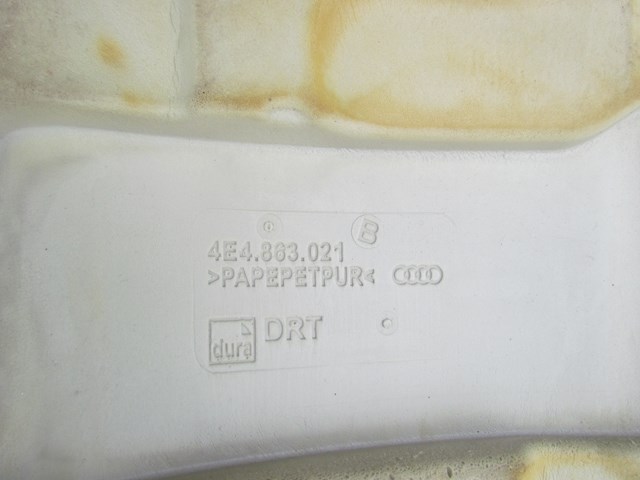 B
4E4.863.021
>PAPEPETPUR<
dura DRT